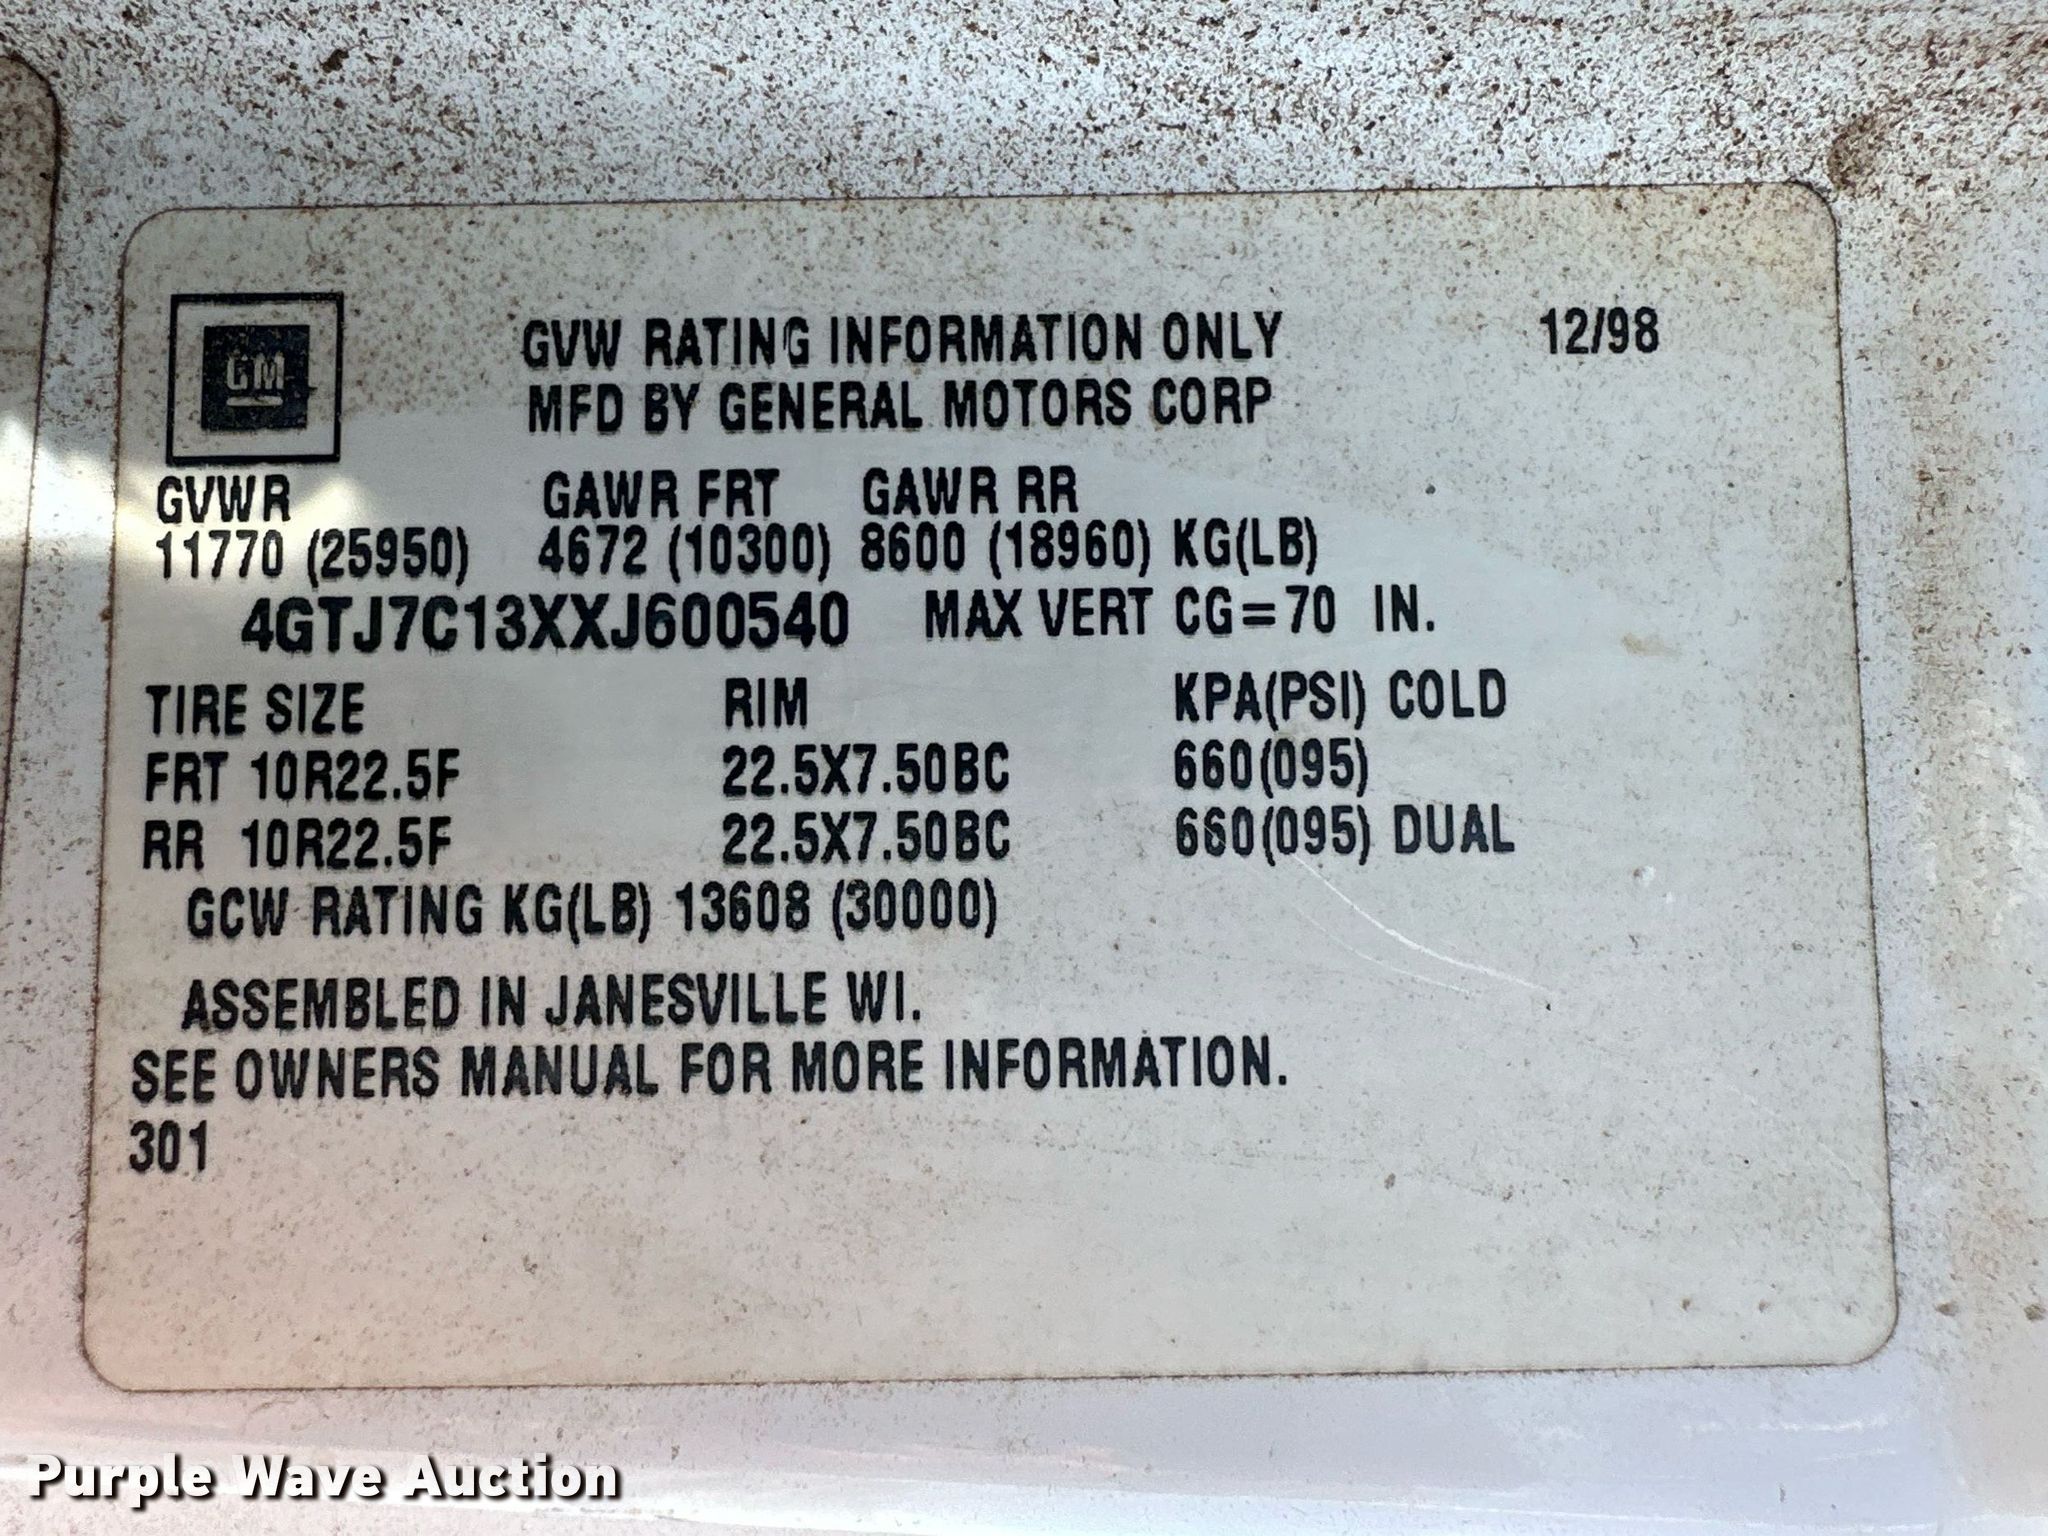 GM
GVW RATING INFORMATION ONLY 12/98
MFD BY GENERAL MOTORS CORP
GVWR GAWR FRT GAWR RR
11770 (25950) 4672 (10300) 8600 (18960) KG(LB)
4GTJ7C13XXJ600540 MAX VERT CG=70 IN.
TIRE SIZE RIM KPA(PSI) COLD
FRT 10R22.5F 22.5X7.50BC 660(095)
RR 10R22.5F 22.5X7.50BC 660(095) DUAL
GCW RATING KG(LB) 13608 (30000)
ASSEMBLED IN JANESVILLE WI.
SEE OWNERS MANUAL FOR MORE INFORMATION.
301
Purple Wave Auction